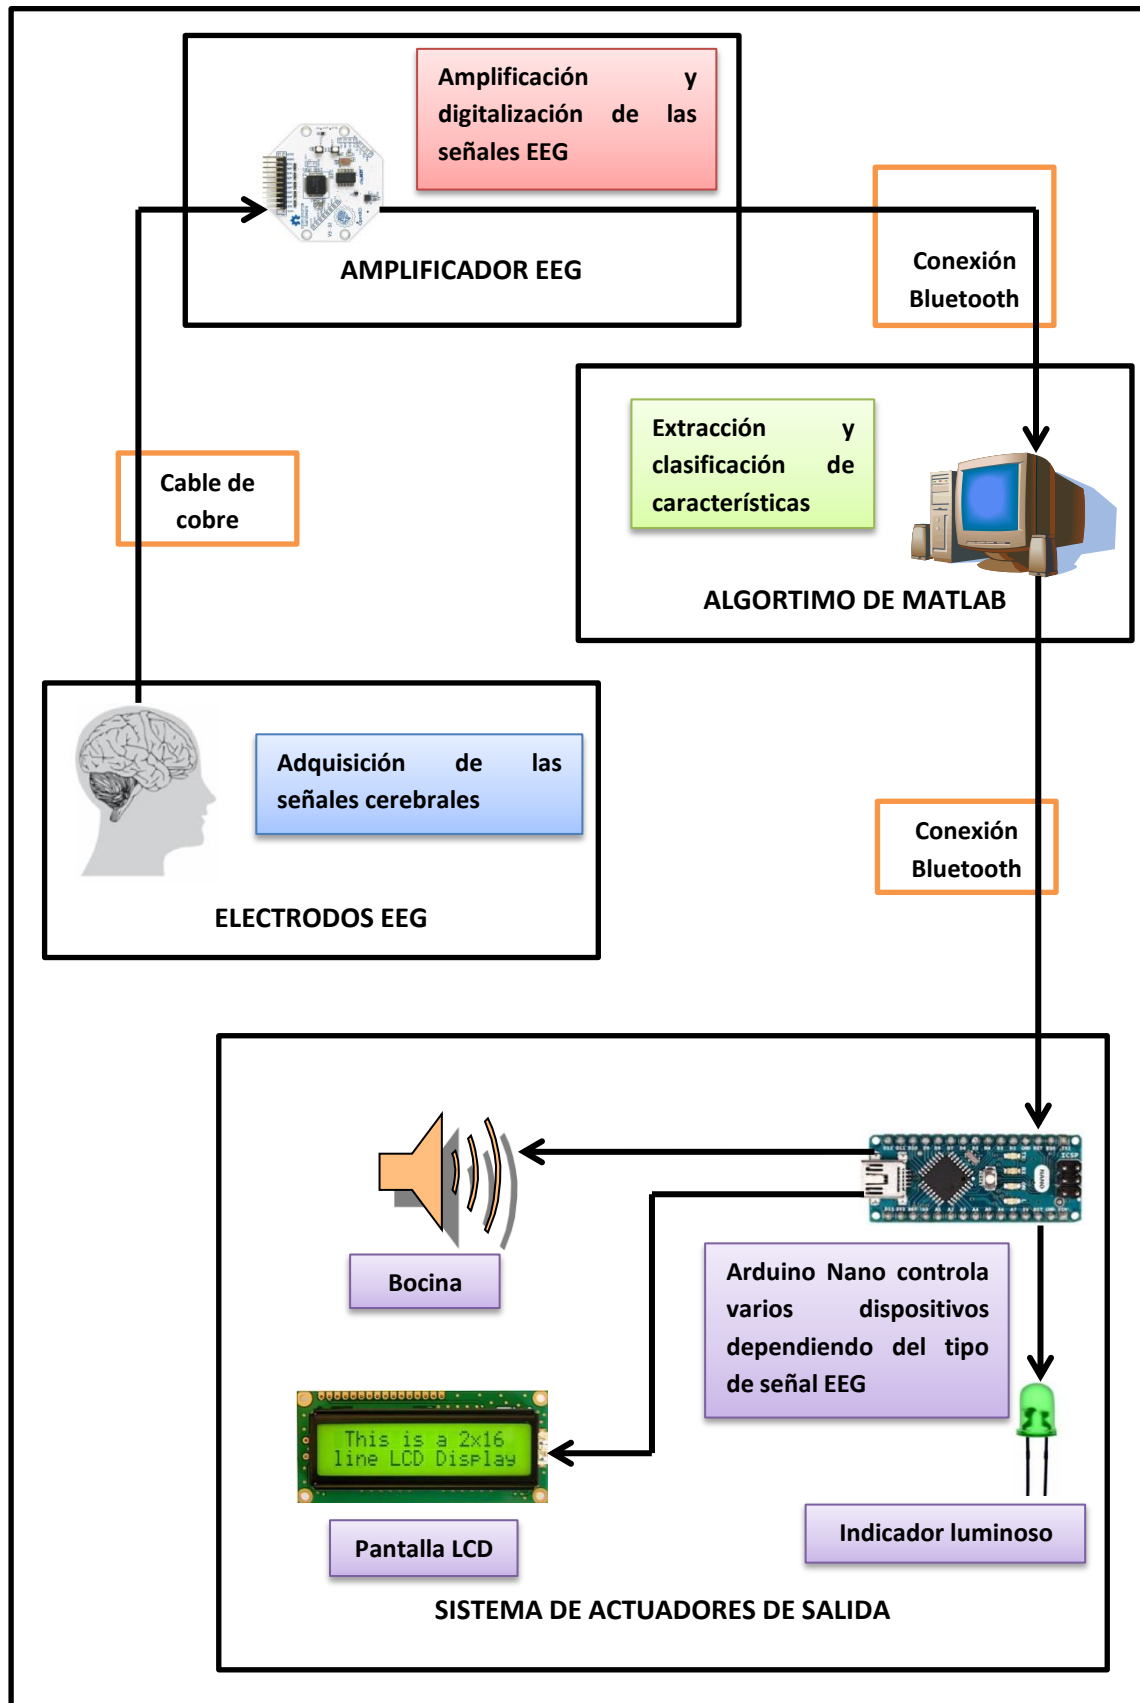 Amplificación y
digitalización de las
señales EEG
AMPLIFICADOR EEG
Conexión
Bluetooth
Extracción y
clasificación de
características
ALGORTIMO DE MATLAB
Cable de
cobre
Adquisición de las
señales cerebrales
ELECTRODOS EEG
Conexión
Bluetooth
Bocina
NANO
ICSP
Arduino Nano controla
varios dispositivos
dependiendo del tipo
de señal EEG
This is a 2x16
line LCD Display
Pantalla LCD
Indicador luminoso
SISTEMA DE ACTUADORES DE SALIDA